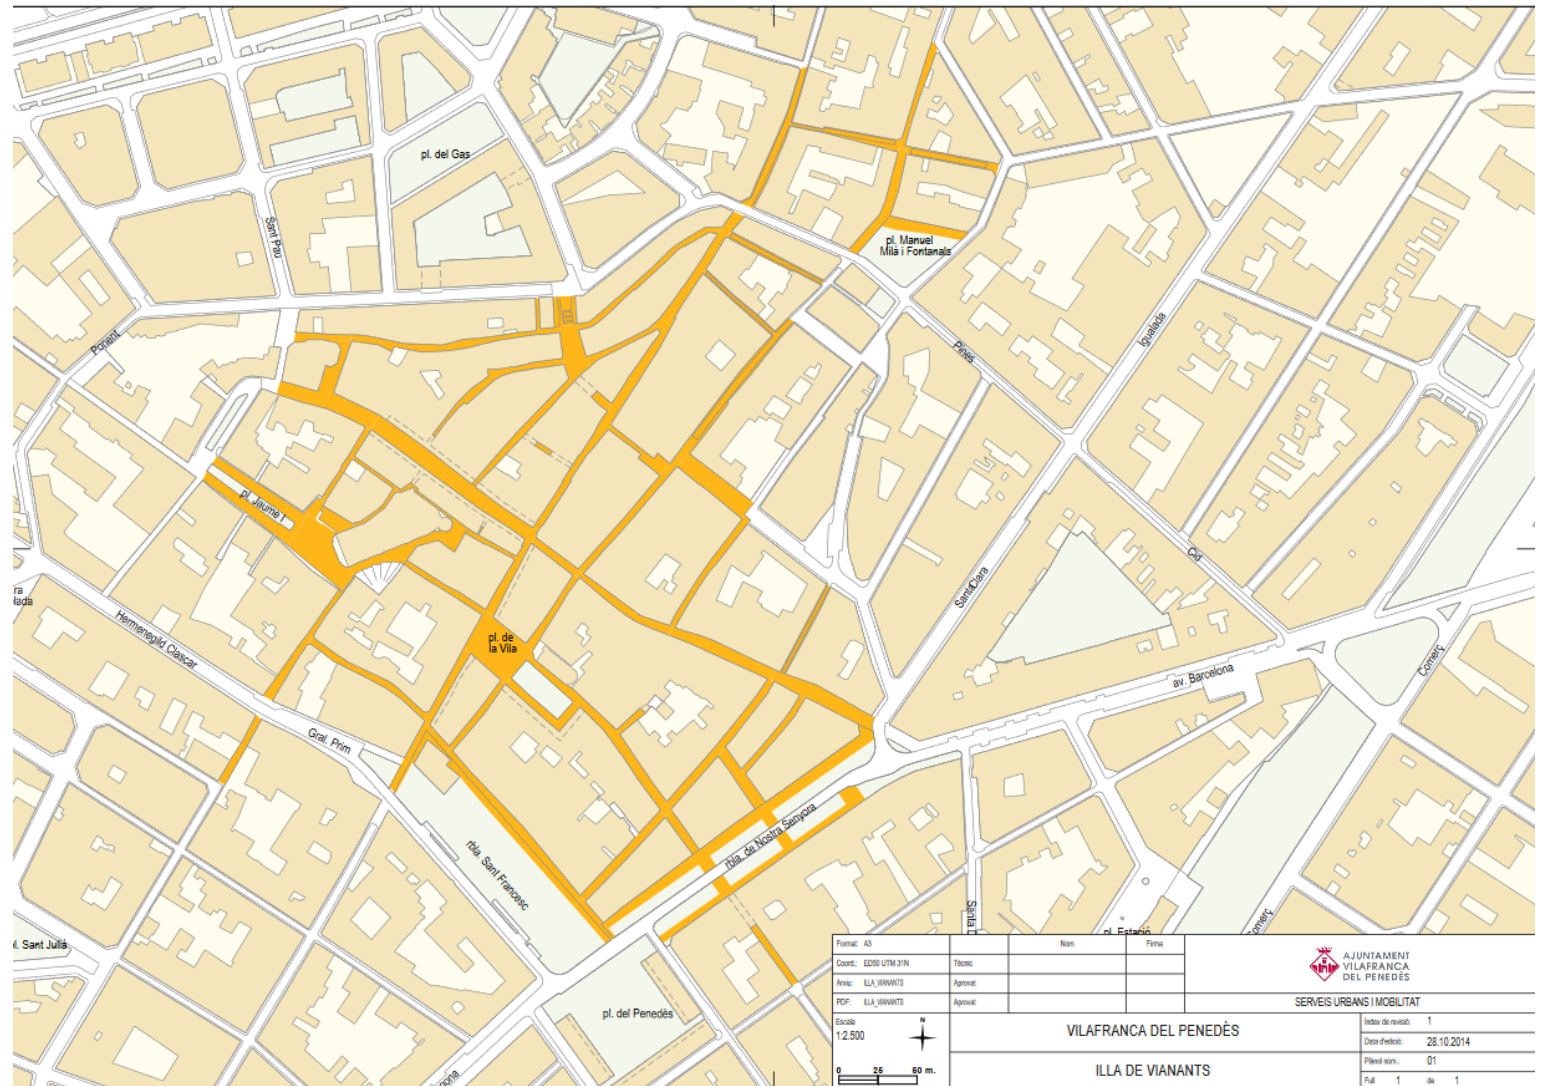 pl. del Gas
Sant Pau
pl. Manuel
Milà i Fontanals
Ponent
Pines
Igualada
pl. Jaume I
Cid
Santa Clara
Hermenegild Clascar
pl. de
la Vila
Comerç
av. Barcelona
Gral. Prim
rbla. de Nostra Senyora
rbla. Sant Francesc
Santa
pl. Estació
Comerç
l. Sant Julià
pl. del Penedès
ona
Format: A3
Nom
Firma
Coord.: ED50 UTM 31N
Tècnic
Arxiu: ILLA_VIANANTS
Aprovat
PDF: ILLA_VIANANTS
Aprovat
AJUNTAMENT
VILAFRANCA
DEL PENEDÈS
SERVEIS URBANS I MOBILITAT
Escala
1:2.500
N
0 25 50 m.
VILAFRANCA DEL PENEDÈS
ILLA DE VIANANTS
Índex de revisió: 1
Data d'edició: 28.10.2014
Plànol núm.: 01
Full 1 de 1